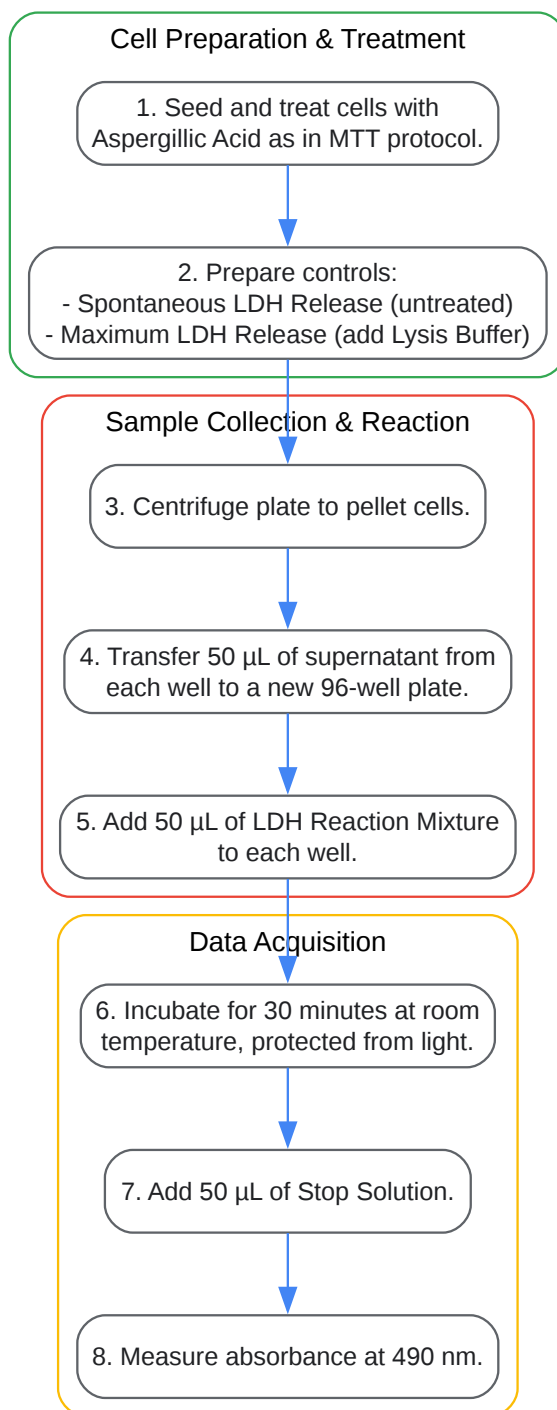 Cell Preparation & Treatment
1. Seed and treat cells with
Aspergillic Acid as in MTT protocol.
2. Prepare controls:
- Spontaneous LDH Release (untreated)
- Maximum LDH Release (add Lysis Buffer)
Sample Collection & Reaction
3. Centrifuge plate to pellet cells.
4. Transfer 50 µL of supernatant from
each well to a new 96-well plate.
5. Add 50 µL of LDH Reaction Mixture
to each well.
Data Acquisition
6. Incubate for 30 minutes at room
temperature, protected from light.
7. Add 50 µL of Stop Solution.
8. Measure absorbance at 490 nm.